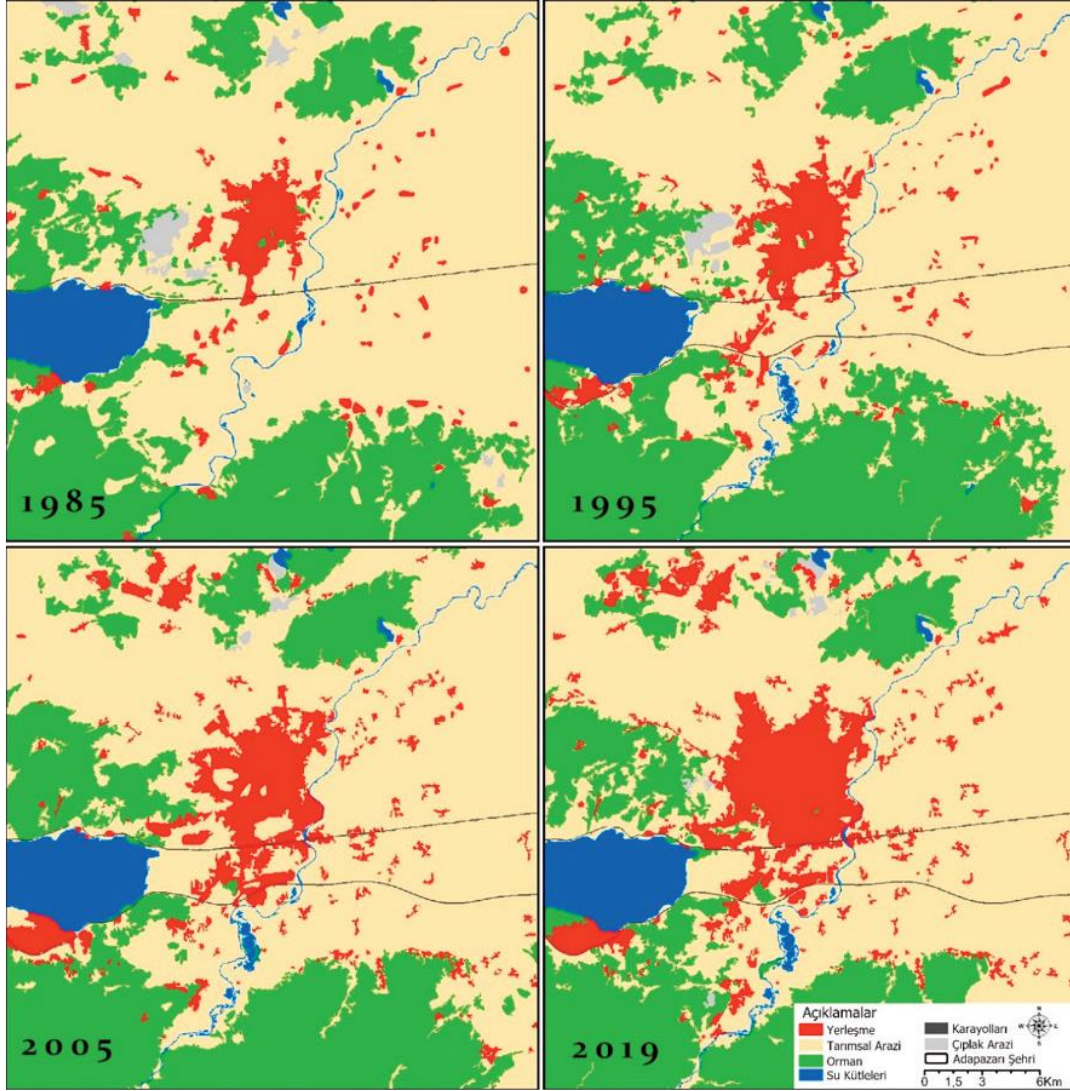 1985
1995
2005
2019
Açıklamalar
Yerleşme
Tarımsal Arazi
Orman
Su Kütleleri
Karayolları
Çıplak Arazi
Adapazarı Şehri
N
W
E
S
0 1,5 3 6Km